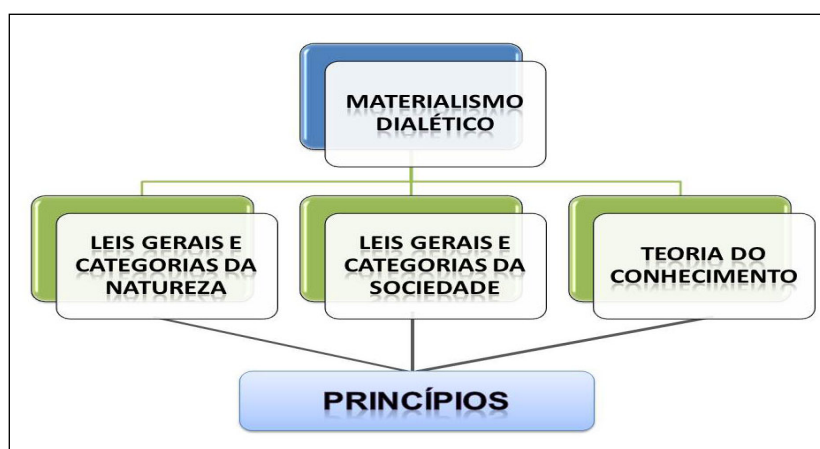 MATERIALISMO
DIALÉTICO
LEIS GERAIS E
CATEGORIAS DA
NATUREZA
LEIS GERAIS E
CATEGORIAS DA
SOCIEDADE
TEORIA DO
CONHECIMENTO
PRINCÍPIOS